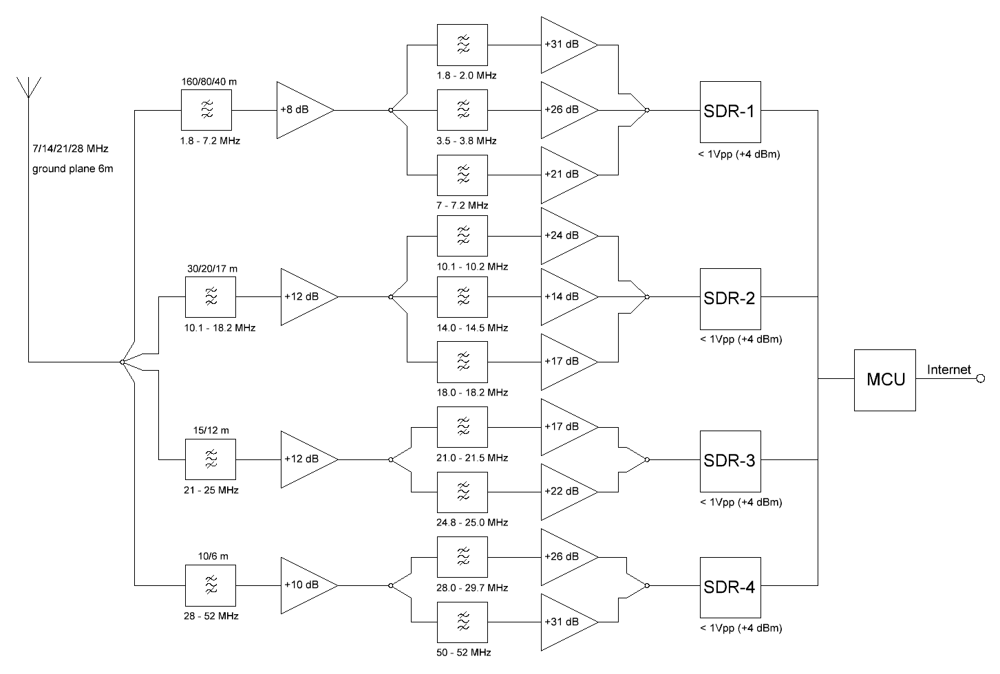 7/14/21/28 MHz
ground plane 6m
160/80/40 m
1.8 - 7.2 MHz
+8 dB
1.8 - 2.0 MHz
+31 dB
3.5 - 3.8 MHz
+26 dB
7 - 7.2 MHz
+21 dB
SDR-1
< 1Vpp (+4 dBm)
30/20/17 m
10.1 - 18.2 MHz
+12 dB
10.1 - 10.2 MHz
+24 dB
14.0 - 14.5 MHz
+14 dB
18.0 - 18.2 MHz
+17 dB
SDR-2
< 1Vpp (+4 dBm)
15/12 m
21 - 25 MHz
+12 dB
21.0 - 21.5 MHz
+17 dB
24.8 - 25.0 MHz
+22 dB
SDR-3
< 1Vpp (+4 dBm)
10/6 m
28 - 52 MHz
+10 dB
28.0 - 29.7 MHz
+26 dB
50 - 52 MHz
+31 dB
SDR-4
< 1Vpp (+4 dBm)
MCU
Internet